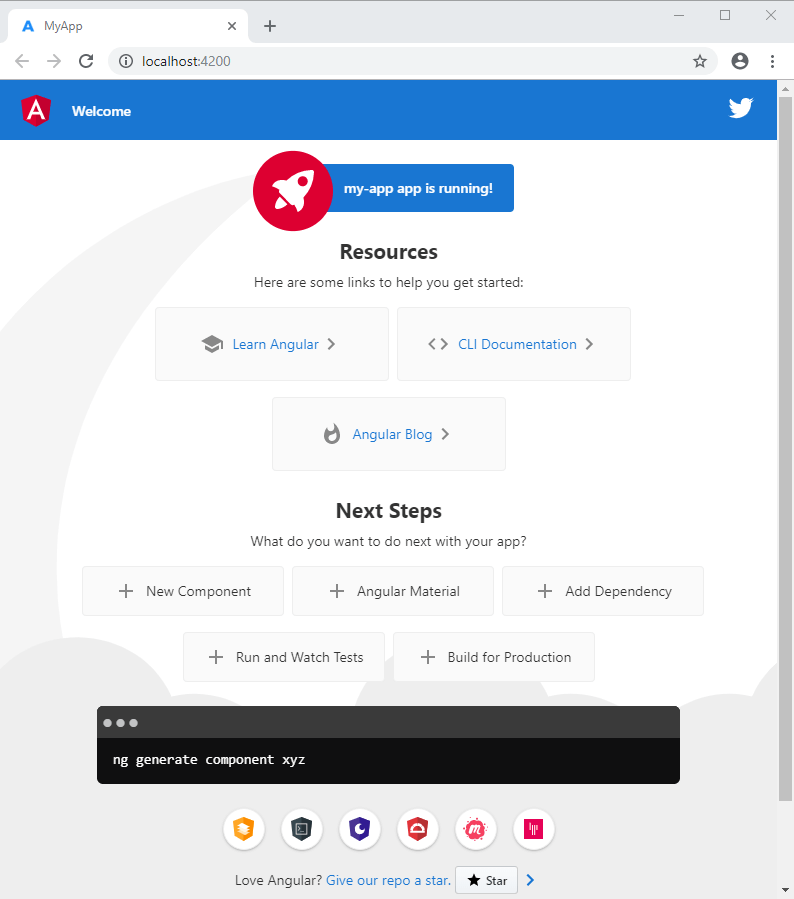 MyApp
localhost:4200
Welcome
my-app app is running!
Resources
Here are some links to help you get started:
Learn Angular
CLI Documentation
Angular Blog
Next Steps
What do you want to do next with your app?
New Component
Angular Material
Add Dependency
Run and Watch Tests
Build for Production
ng generate component xyz
Love Angular? Give our repo a star. Star